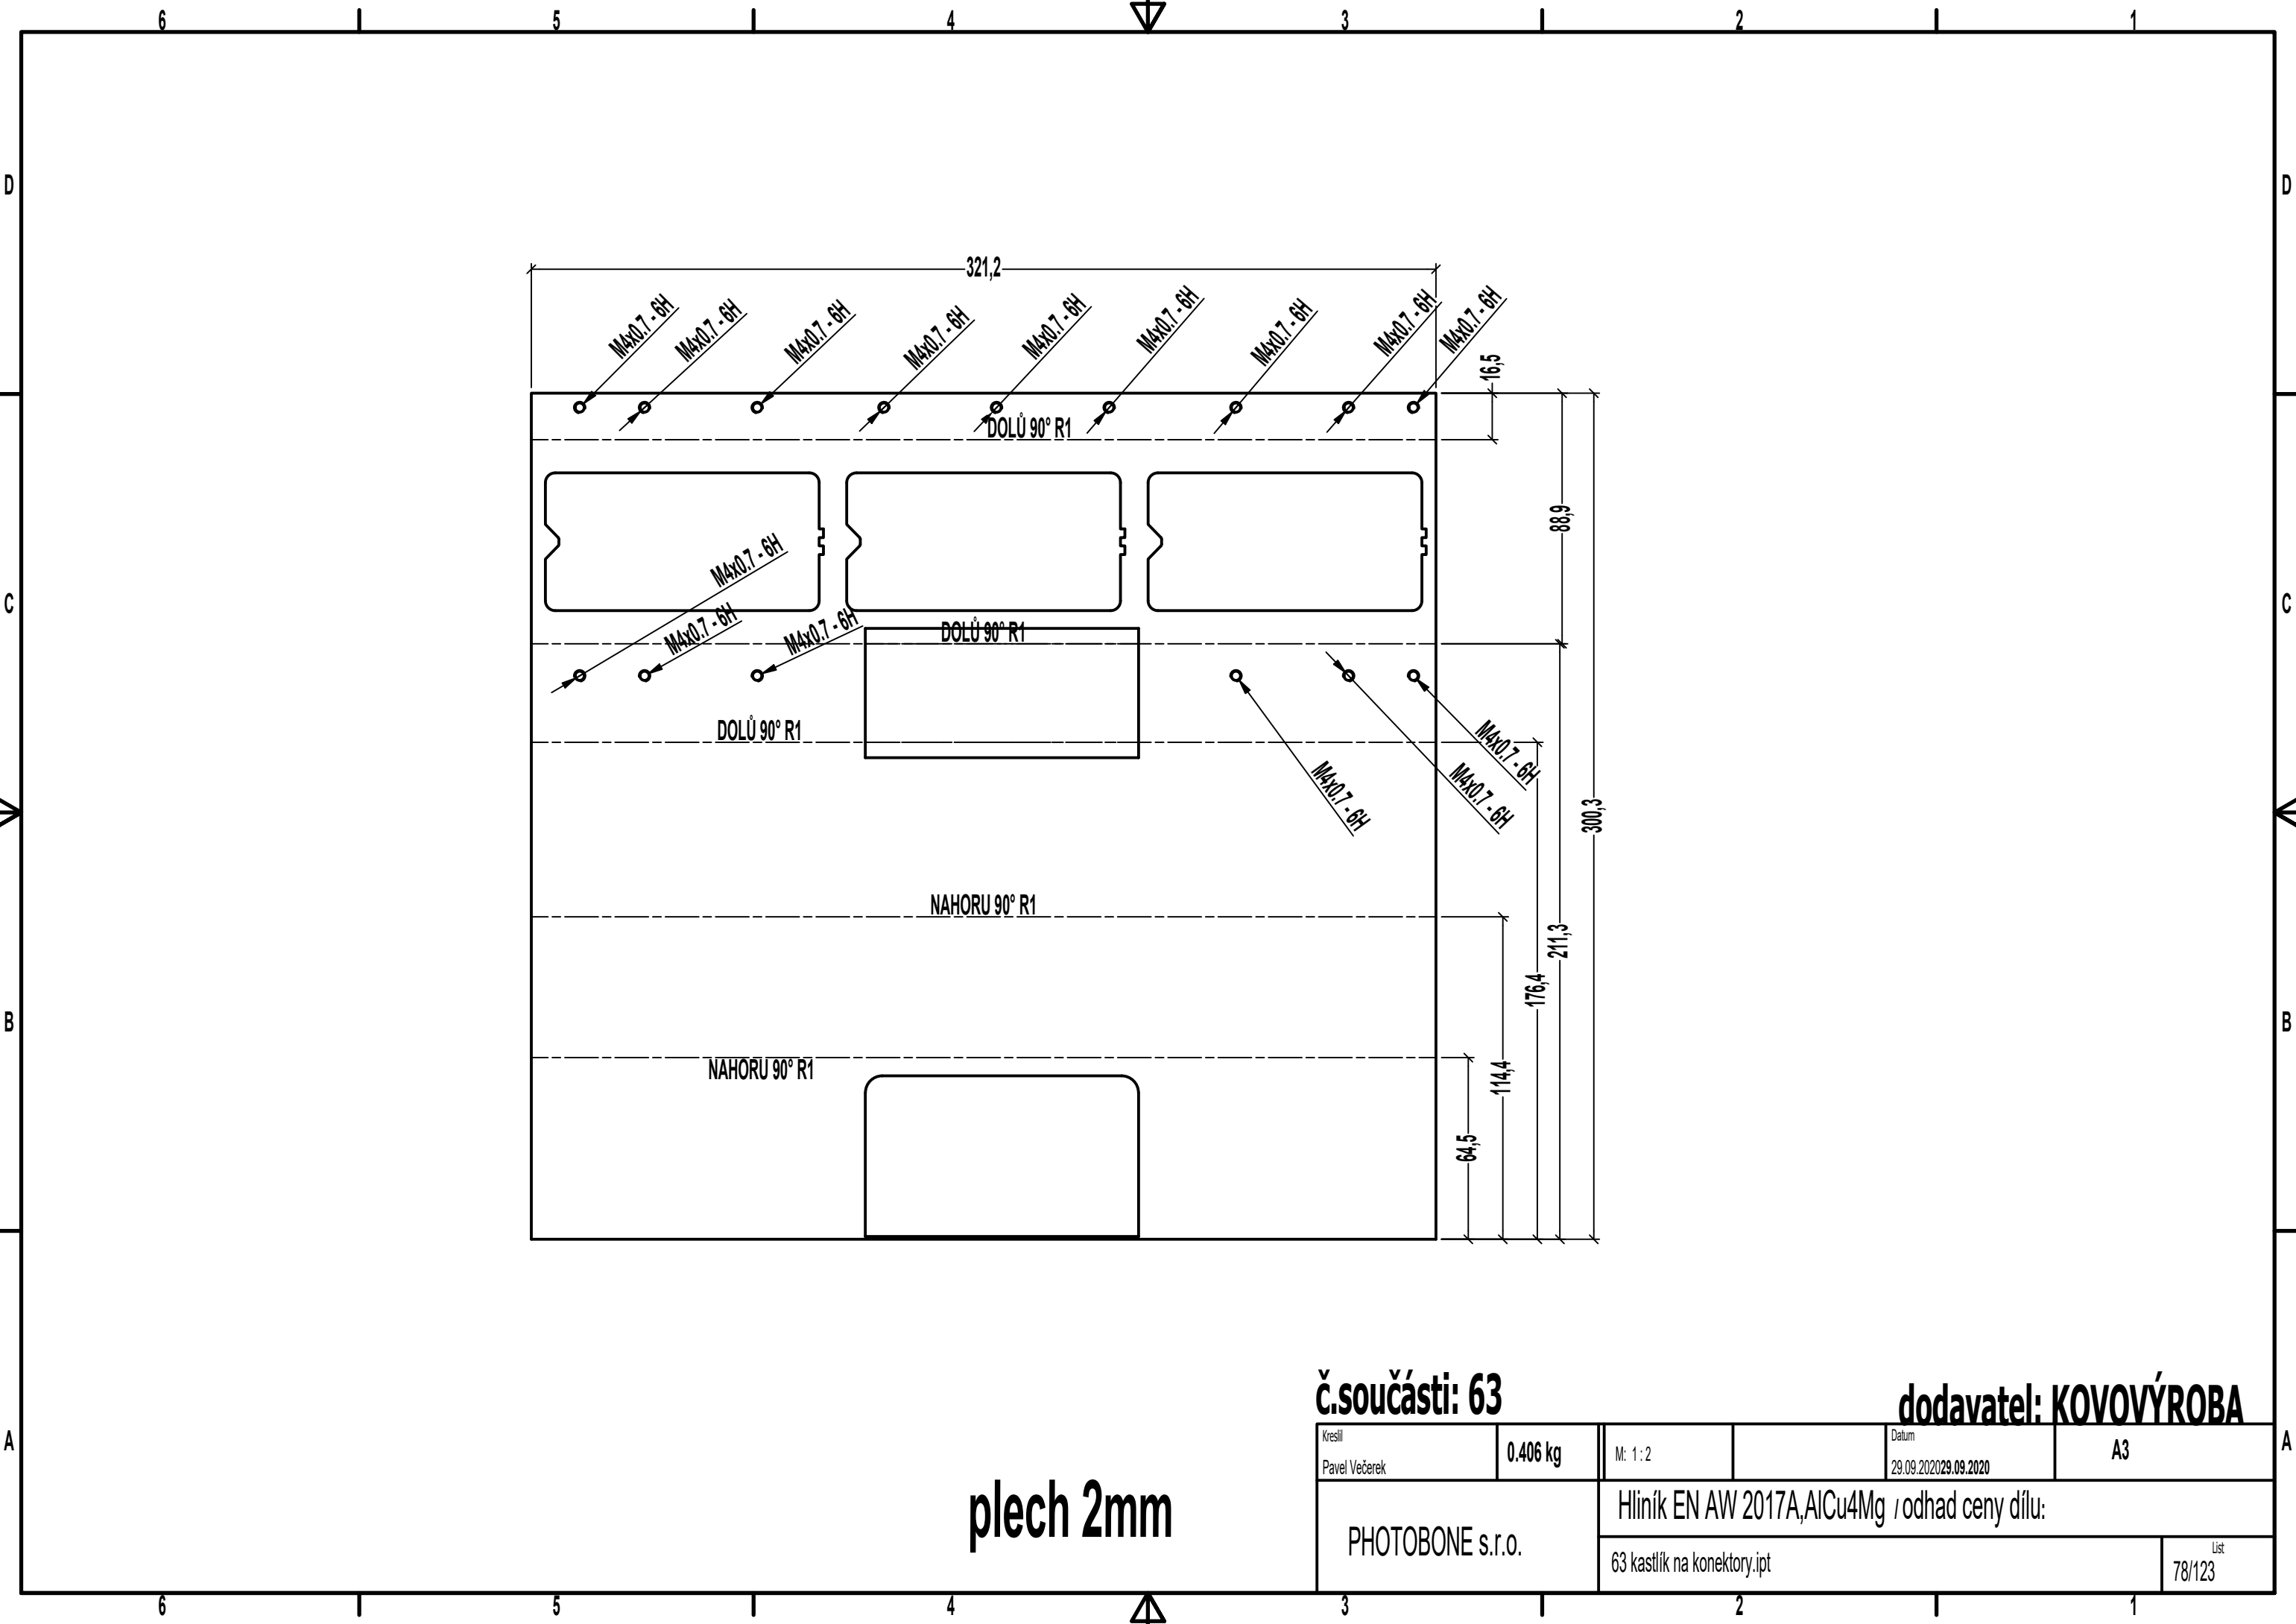 6 5 4 3 2 1
D D
321,2
M4x0.7 - 6H
M4x0.7 - 6H
M4x0.7 - 6H
M4x0.7 - 6H
M4x0.7 - 6H
M4x0.7 - 6H
M4x0.7 - 6H
M4x0.7 - 6H
M4x0.7 - 6H
16,5
DOLŮ 90° R1
88,9
M4x0.7 - 6H
C C
M4x0.7 - 6H
M4x0.7 - 6H
DOLŮ 90° R1
DOLŮ 90° R1
M4x0.7 - 6H
M4x0.7 - 6H
M4x0.7 - 6H
300,3
NAHORU 90° R1
211,3
176,4
B B
NAHORU 90° R1
114,4
64,5
č.součásti: 63
dodavatel: KOVOVÝROBA
A A
Kreslil
Pavel Večerek
0.406 kg
M: 1 : 2
Datum
29.09.202029.09.2020
A3
plech 2mm
PHOTOBONE s.r.o.
Hliník EN AW 2017A,AlCu4Mg / odhad ceny dílu:
63 kastlík na konektory.ipt
List
78/123
6 5 4 3 2 1